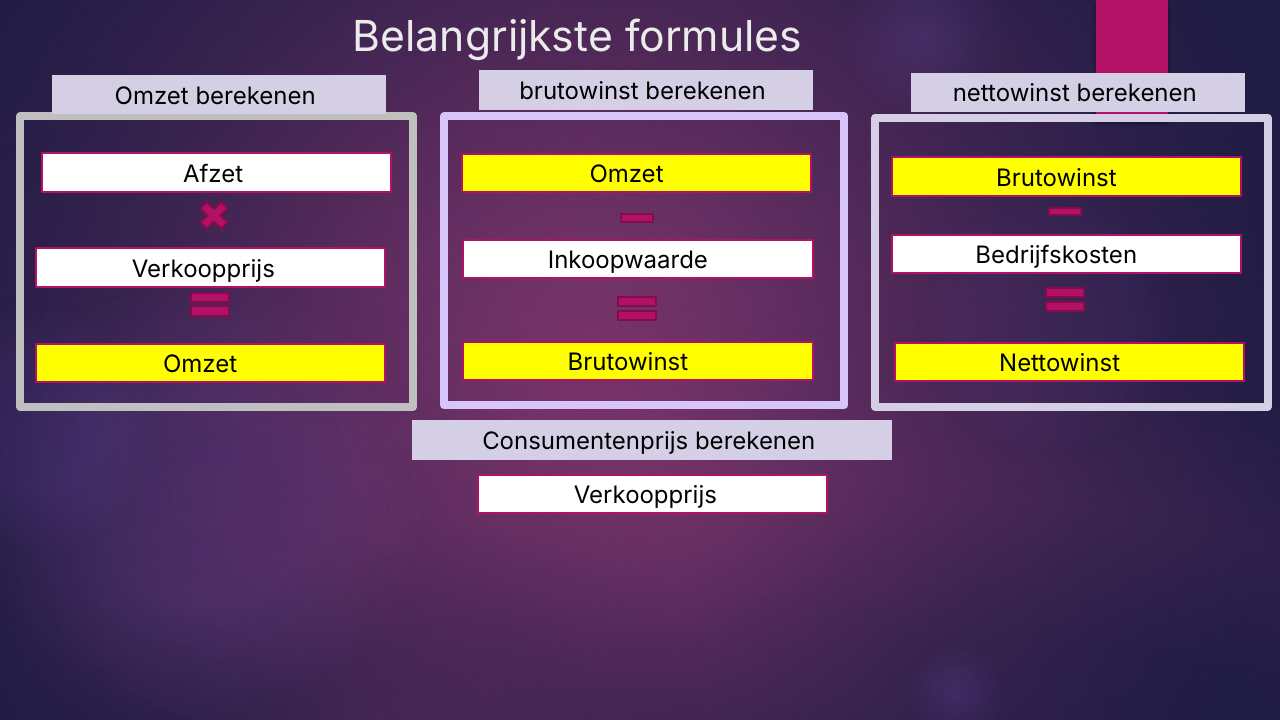 Belangrijkste formules
Omzet berekenen
Afzet
Verkoopprijs
Omzet
brutowinst berekenen
Omzet
Inkoopwaarde
Brutowinst
nettowinst berekenen
Brutowinst
Bedrijfskosten
Nettowinst
Consumentenprijs berekenen
Verkoopprijs